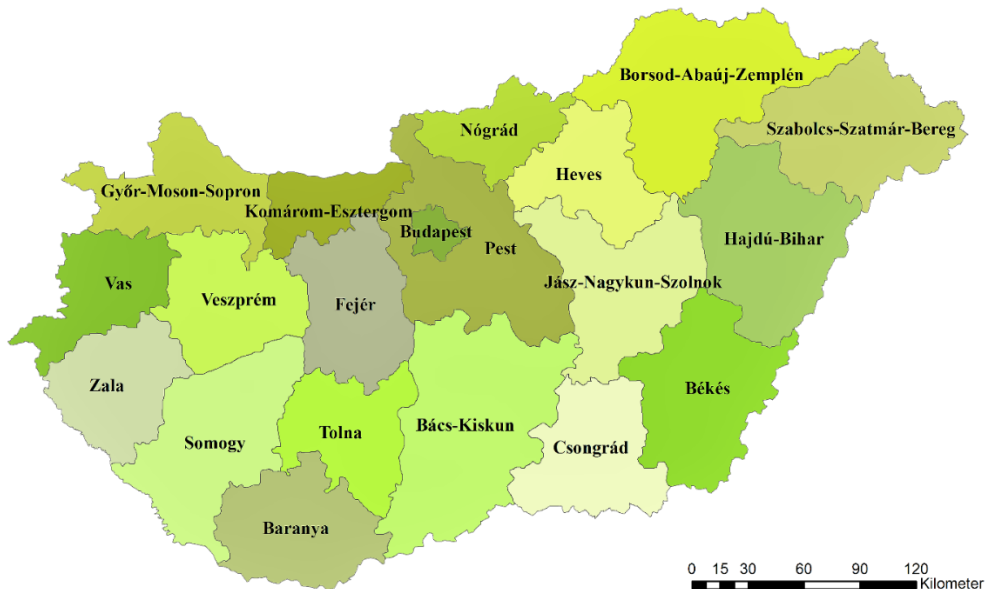 Borsod-Abaúj-Zemplén
Nógrád
Szabolcs-Szatmár-Bereg
Heves
Győr-Moson-Sopron
Komárom-Esztergom
Budapest
Pest
Hajdú-Bihar
Vas
Veszprém
Fejér
Jász-Nagykun-Szolnok
Zala
Békés
Somogy
Tolna
Bács-Kiskun
Csongrád
Baranya
0 15 30 60 90 120
Kilometer